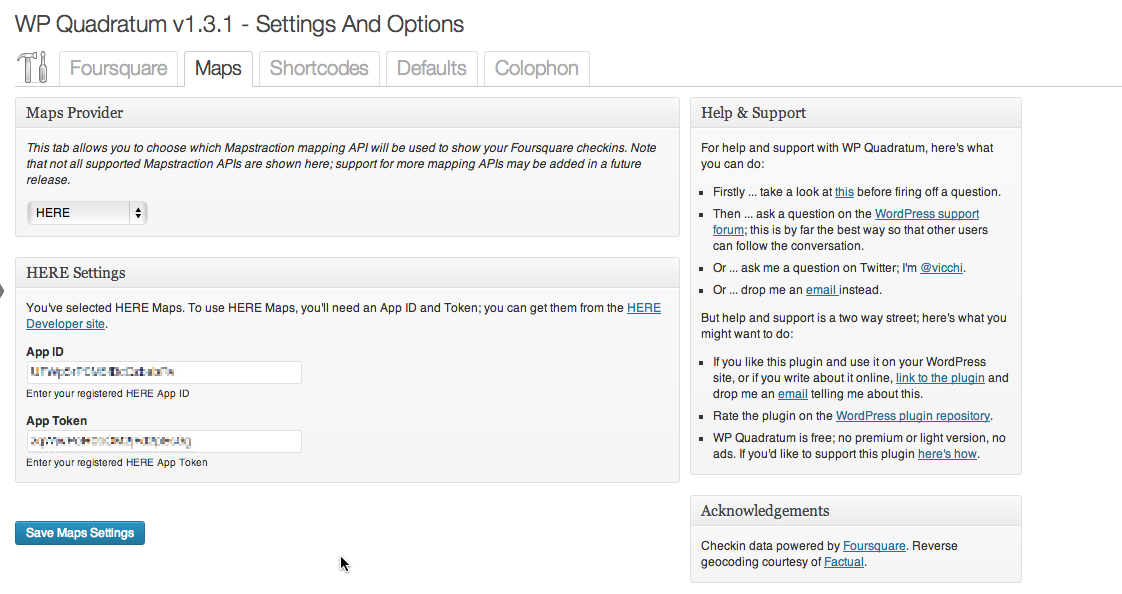 WP Quadratum v1.3.1 - Settings And Options
Foursquare
Maps
Shortcodes
Defaults
Colophon
Maps Provider
This tab allows you to choose which Mapstraction mapping API will be used to show your Foursquare checkins. Note
that not all supported Mapstraction APIs are shown here; support for more mapping APIs may be added in a future
release.
HERE
HERE Settings
You've selected HERE Maps. To use HERE Maps, you'll need an App ID and Token; you can get them from the HERE
Developer site.
App ID
Enter your registered HERE App ID
App Token
Enter your registered HERE App Token
Save Maps Settings
Help & Support
For help and support with WP Quadratum, here's what
you can do:
Firstly ... take a look at this before firing off a question.
Then ... ask a question on the WordPress support
forum; this is by far the best way so that other users
can follow the conversation.
Or ... ask me a question on Twitter; I'm @vicchi.
Or ... drop me an email instead.
But help and support is a two way street; here's what you
might want to do:
If you like this plugin and use it on your WordPress
site, or if you write about it online, link to the plugin and
drop me an email telling me about this.
Rate the plugin on the WordPress plugin repository.
WP Quadratum is free; no premium or light version, no
ads. If you'd like to support this plugin here's how.
Acknowledgements
Checkin data powered by Foursquare. Reverse
geocoding courtesy of Factual.